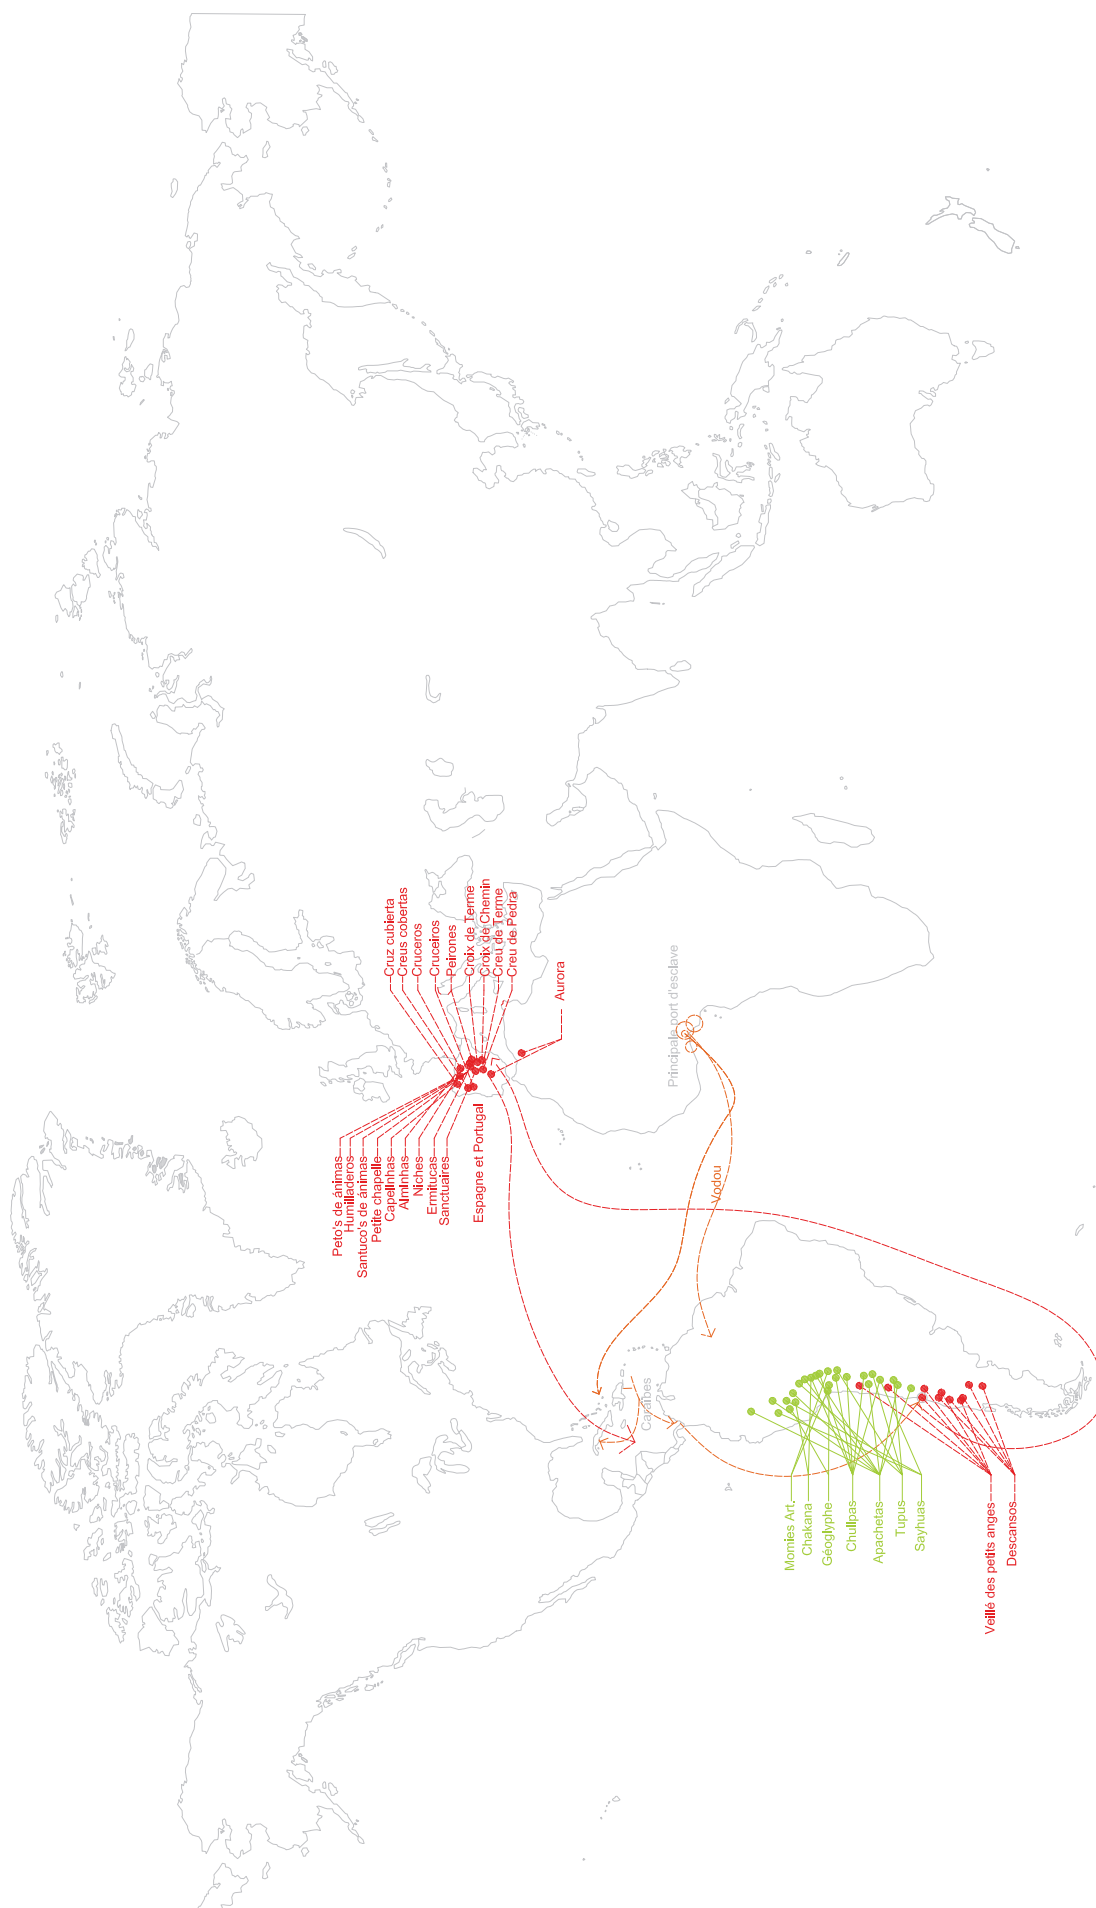 Cruz cubierta
Creus cobertas
Cruceros
Cruceiros
Peirones
Croix de Terme
Croix de Chemin
Creu de Terme
Creu de Pedra
Aurora
Peto's de ánimas
Humilladeros
Santuco's de ánimas
Petite chapelle
Capelinhas
Alminhas
Niches
Ermitucas
Sanctuaires
Espagne et Portugal
Principale port d'esclave
Vodou
Caraïbes
Momies Art.
Chakana
Géoglyphe
Chullpas
Apachetas
Tupus
Sayhuas
Veillé des petits anges
Descansos